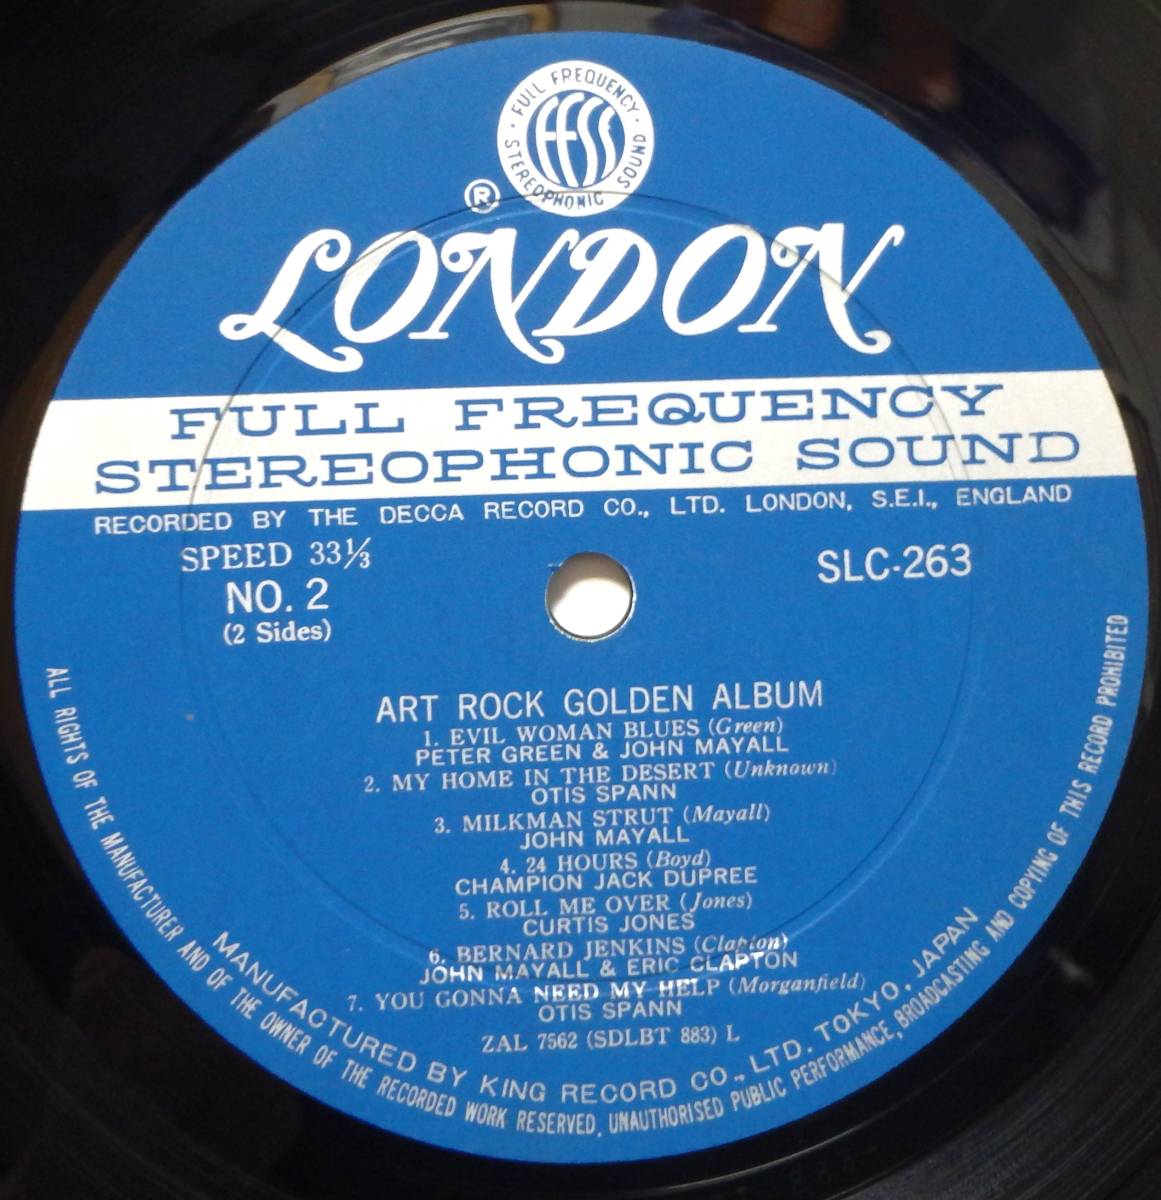 FULL FREQUENCY
STEREOPHONIC SOUND
FFSS
®
LONDON
FULL FREQUENCY
STEREOPHONIC SOUND
RECORDED BY THE DECCA RECORD CO., LTD. LONDON, S.E.I., ENGLAND
SPEED 33⅓
NO. 2
(2 Sides)
SLC-263
ART ROCK GOLDEN ALBUM
1. EVIL WOMAN BLUES (Green)
PETER GREEN & JOHN MAYALL
2. MY HOME IN THE DESERT (Unknown)
OTIS SPANN
3. MILKMAN STRUT (Mayall)
JOHN MAYALL
4. 24 HOURS (Boyd)
CHAMPION JACK DUPREE
5. ROLL ME OVER (Jones)
CURTIS JONES
6. BERNARD JENKINS (Clapton)
JOHN MAYALL & ERIC CLAPTON
7. YOU GONNA NEED MY HELP (Morganfield)
OTIS SPANN
ZAL 7562 (SDLBT 883) L
MANUFACTURED BY KING RECORD CO., LTD. TOKYO, JAPAN
ALL RIGHTS OF THE MANUFACTURER AND OF THE OWNER OF THE RECORDED WORK RESERVED, UNAUTHORISED PUBLIC PERFORMANCE, BROADCASTING AND COPYING OF THIS RECORD PROHIBITED